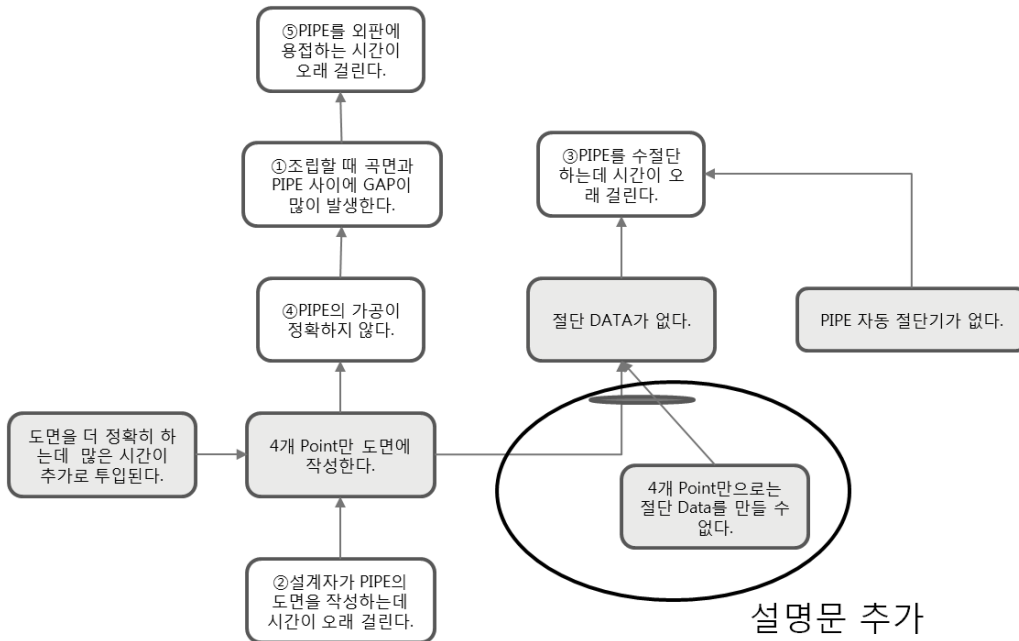 ⑤PIPE를 외판에
용접하는 시간이
오래 걸린다.
①조립할 때 곡면과
PIPE 사이에 GAP이
많이 발생한다.
③PIPE를 수절단
하는데 시간이 오
래 걸린다.
④PIPE의 가공이
정확하지 않다.
절단 DATA가 없다.
PIPE 자동 절단기가 없다.
도면을 더 정확히 하
는데 많은 시간이
추가로 투입된다.
4개 Point만 도면에
작성한다.
4개 Point만으로는
절단 Data를 만들 수
없다.
②설계자가 PIPE의
도면을 작성하는데
시간이 오래 걸린다.
설명문 추가